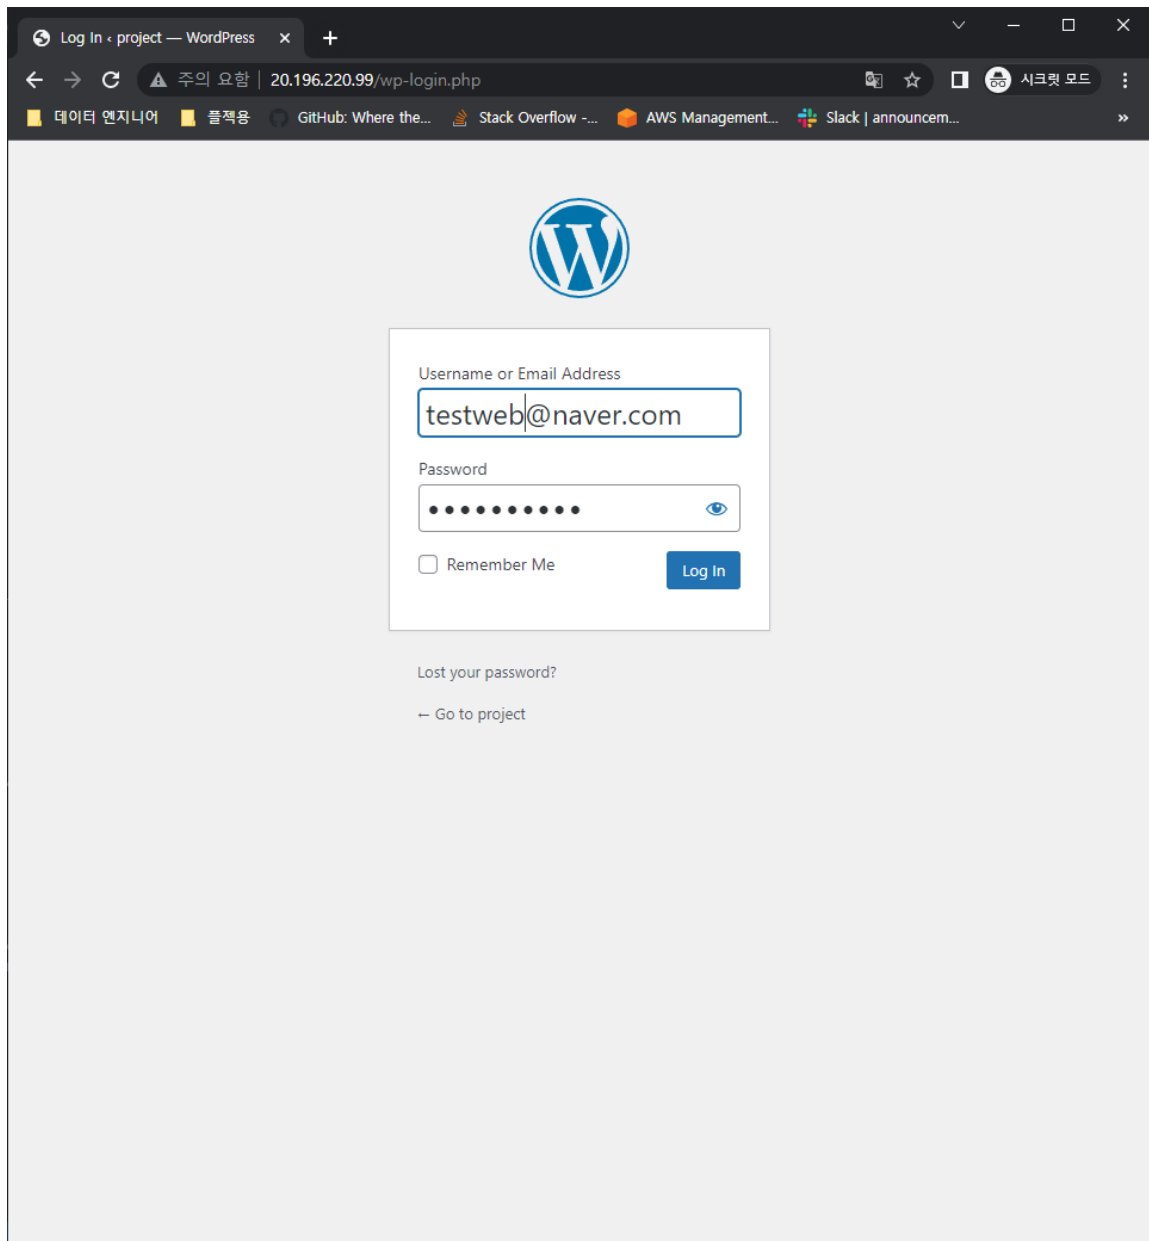 Log In ‹ project — WordPress
주의 요함 | 20.196.220.99/wp-login.php 시크릿 모드
데이터 엔지니어 플젝용 GitHub: Where the... Stack Overflow -... AWS Management... Slack | announcem... »
Username or Email Address
testweb@naver.com
Password
••••••••••
Remember Me Log In
Lost your password?
← Go to project